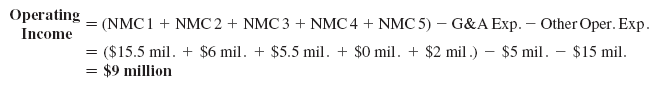 Operating Income = (NMC 1 + NMC 2 + NMC 3 + NMC 4 + NMC 5) − G&A Exp. − Other Oper. Exp.
= ($15.5 mil. + $6 mil. + $5.5 mil. + $0 mil. + $2 mil.) − $5 mil. − $15 mil.
= $9 million